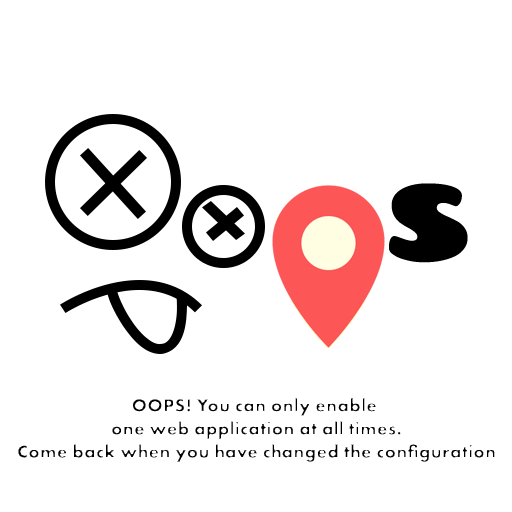 Oops
OOPS! You can only enable
one web application at all times.
Come back when you have changed the configuration